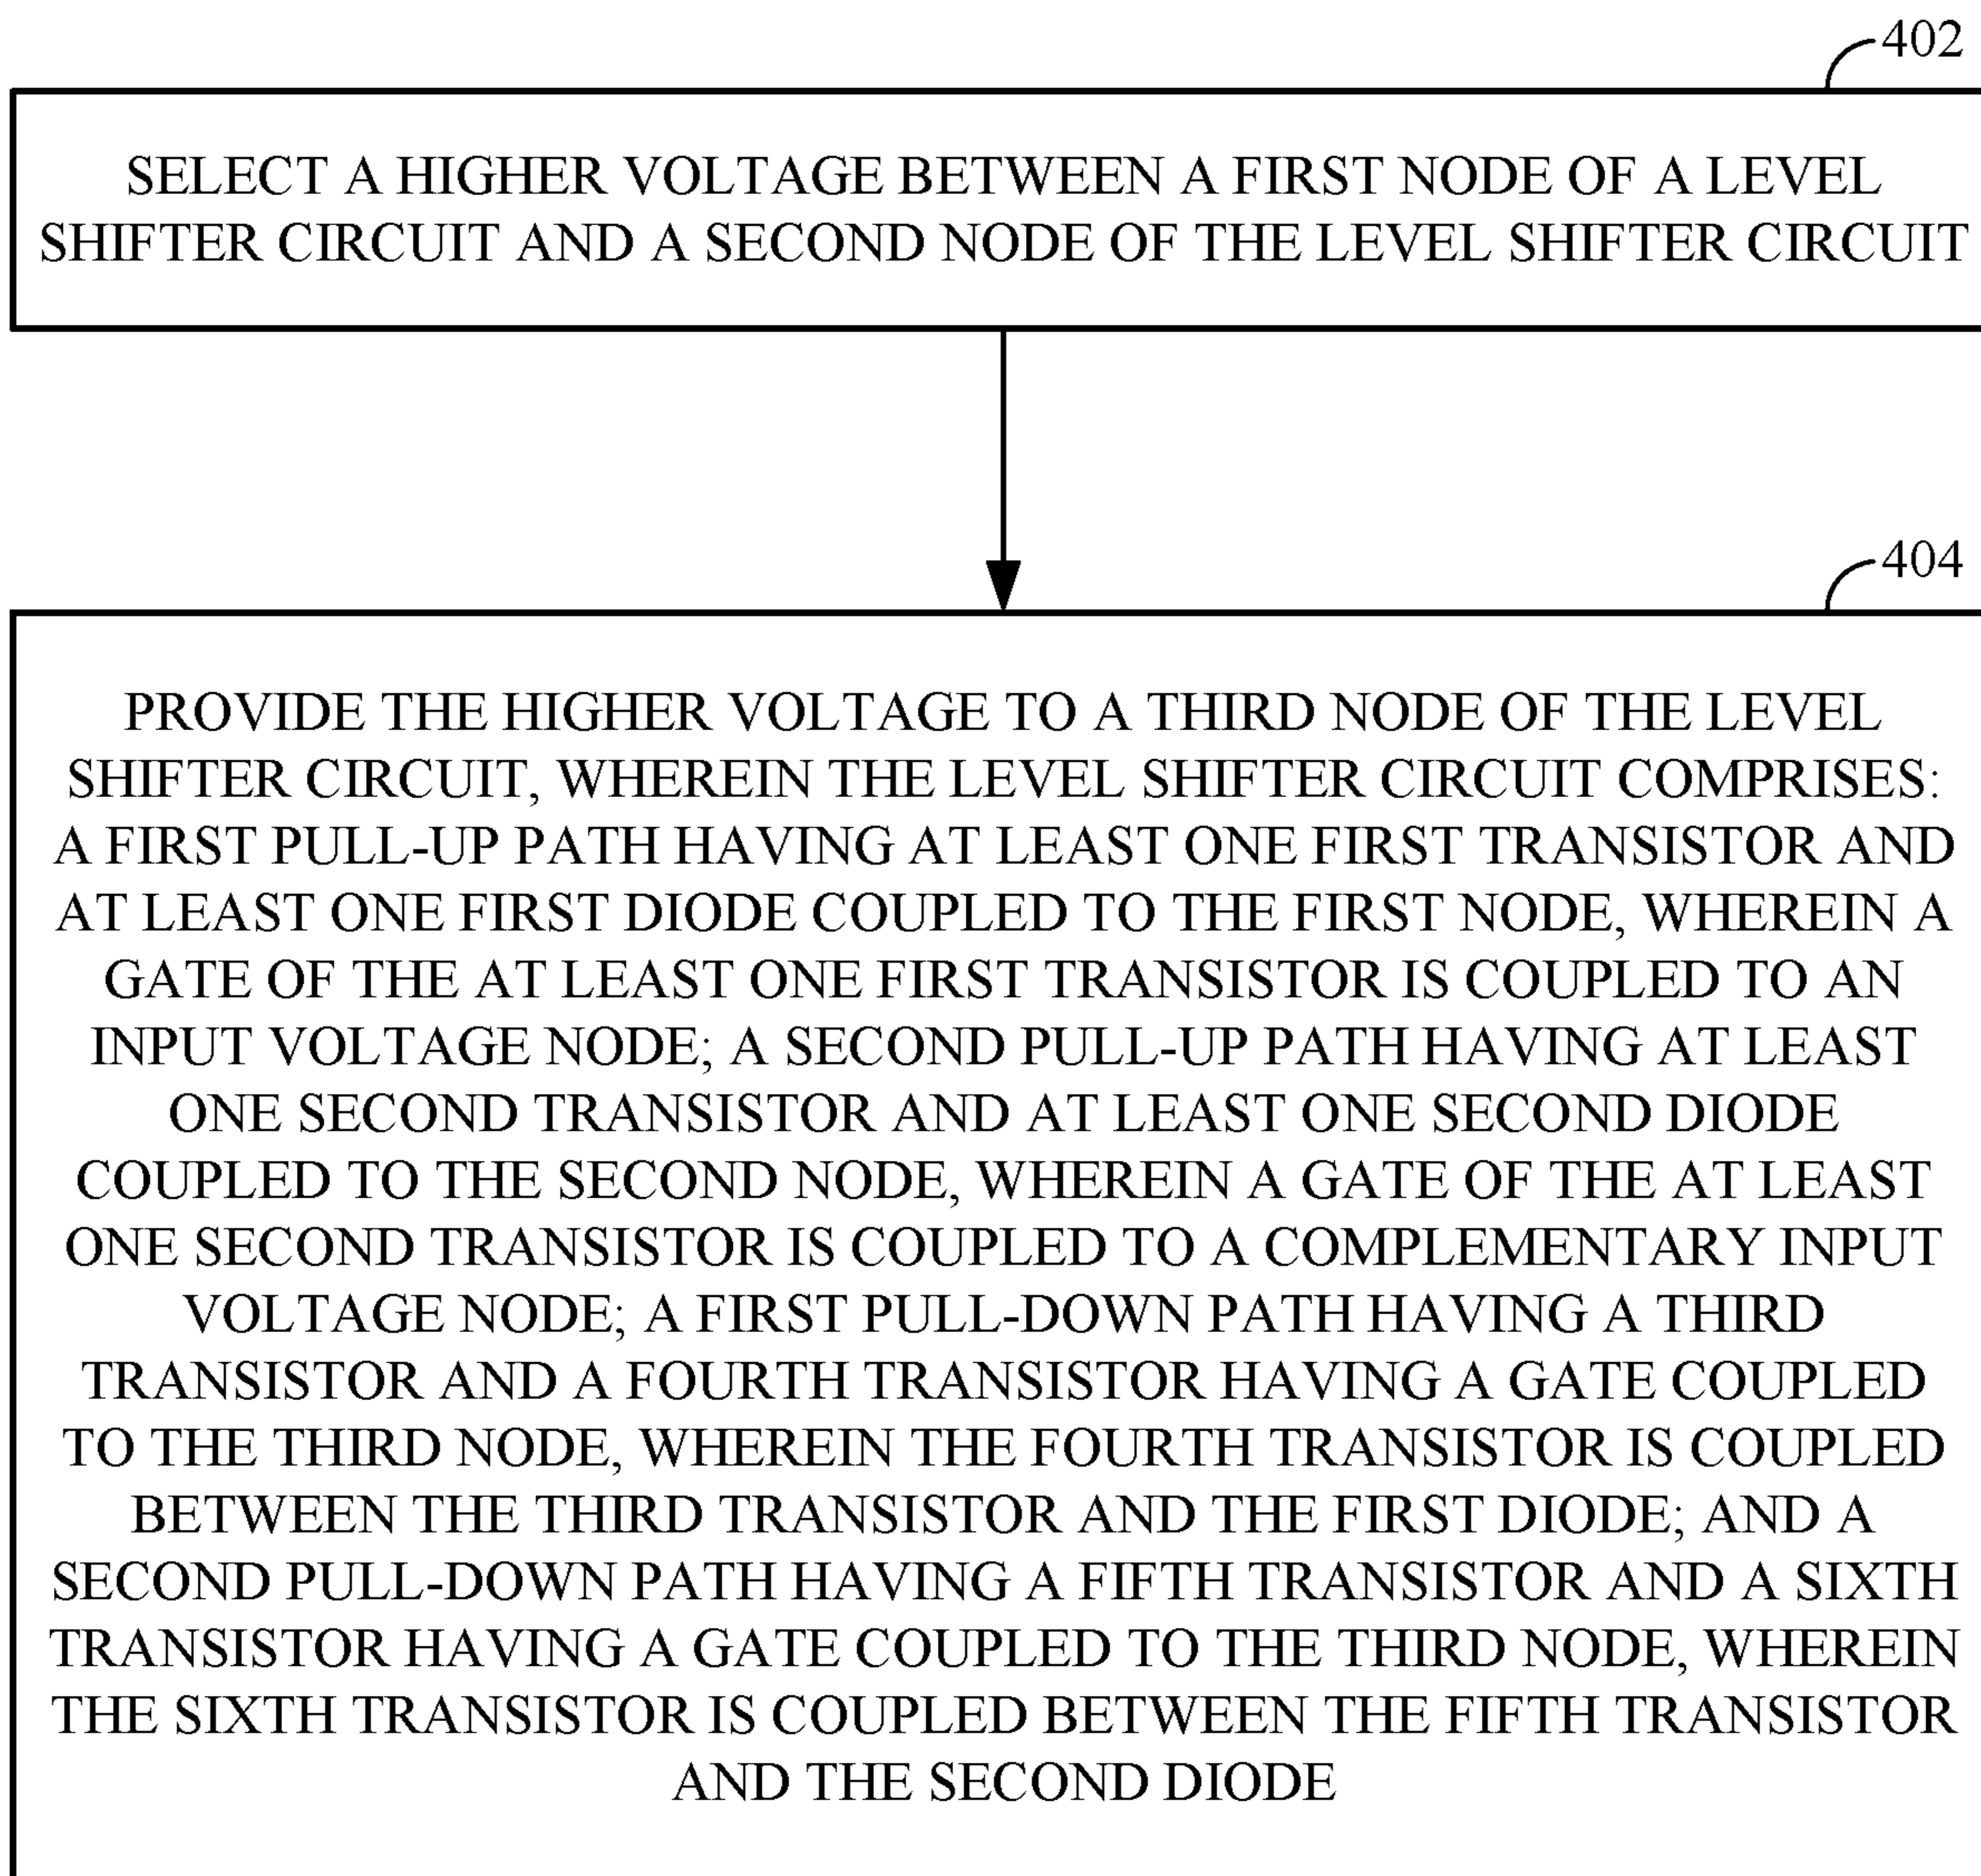 402
SELECT A HIGHER VOLTAGE BETWEEN A FIRST NODE OF A LEVEL
SHIFTER CIRCUIT AND A SECOND NODE OF THE LEVEL SHIFTER CIRCUIT
404
PROVIDE THE HIGHER VOLTAGE TO A THIRD NODE OF THE LEVEL
SHIFTER CIRCUIT, WHEREIN THE LEVEL SHIFTER CIRCUIT COMPRISES:
A FIRST PULL-UP PATH HAVING AT LEAST ONE FIRST TRANSISTOR AND
AT LEAST ONE FIRST DIODE COUPLED TO THE FIRST NODE, WHEREIN A
GATE OF THE AT LEAST ONE FIRST TRANSISTOR IS COUPLED TO AN
INPUT VOLTAGE NODE; A SECOND PULL-UP PATH HAVING AT LEAST
ONE SECOND TRANSISTOR AND AT LEAST ONE SECOND DIODE
COUPLED TO THE SECOND NODE, WHEREIN A GATE OF THE AT LEAST
ONE SECOND TRANSISTOR IS COUPLED TO A COMPLEMENTARY INPUT
VOLTAGE NODE; A FIRST PULL-DOWN PATH HAVING A THIRD
TRANSISTOR AND A FOURTH TRANSISTOR HAVING A GATE COUPLED
TO THE THIRD NODE, WHEREIN THE FOURTH TRANSISTOR IS COUPLED
BETWEEN THE THIRD TRANSISTOR AND THE FIRST DIODE; AND A
SECOND PULL-DOWN PATH HAVING A FIFTH TRANSISTOR AND A SIXTH
TRANSISTOR HAVING A GATE COUPLED TO THE THIRD NODE, WHEREIN
THE SIXTH TRANSISTOR IS COUPLED BETWEEN THE FIFTH TRANSISTOR
AND THE SECOND DIODE